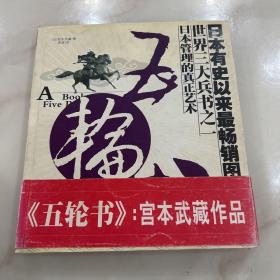 日本有史以来最畅销图
世界三大兵书之一
日本管理的真正艺术
五輪
A Boo
Five
《五轮书》:宫本武藏作品